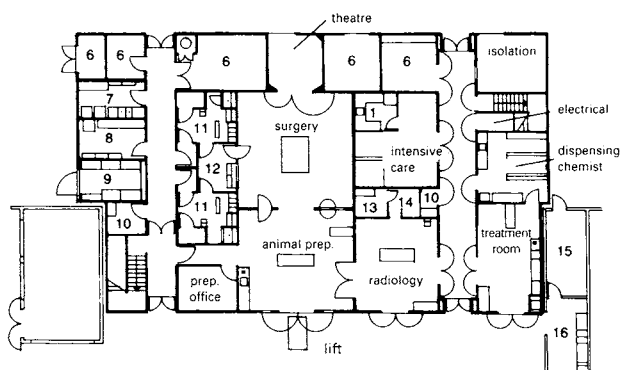 theatre
6
6
6
6
6
isolation
7
11
1
electrical
surgery
8
intensive
care
dispensing
chemist
12
9
11
13
14
10
10
animal prep.
treatment
room
15
prep.
office
radiology
16
lift